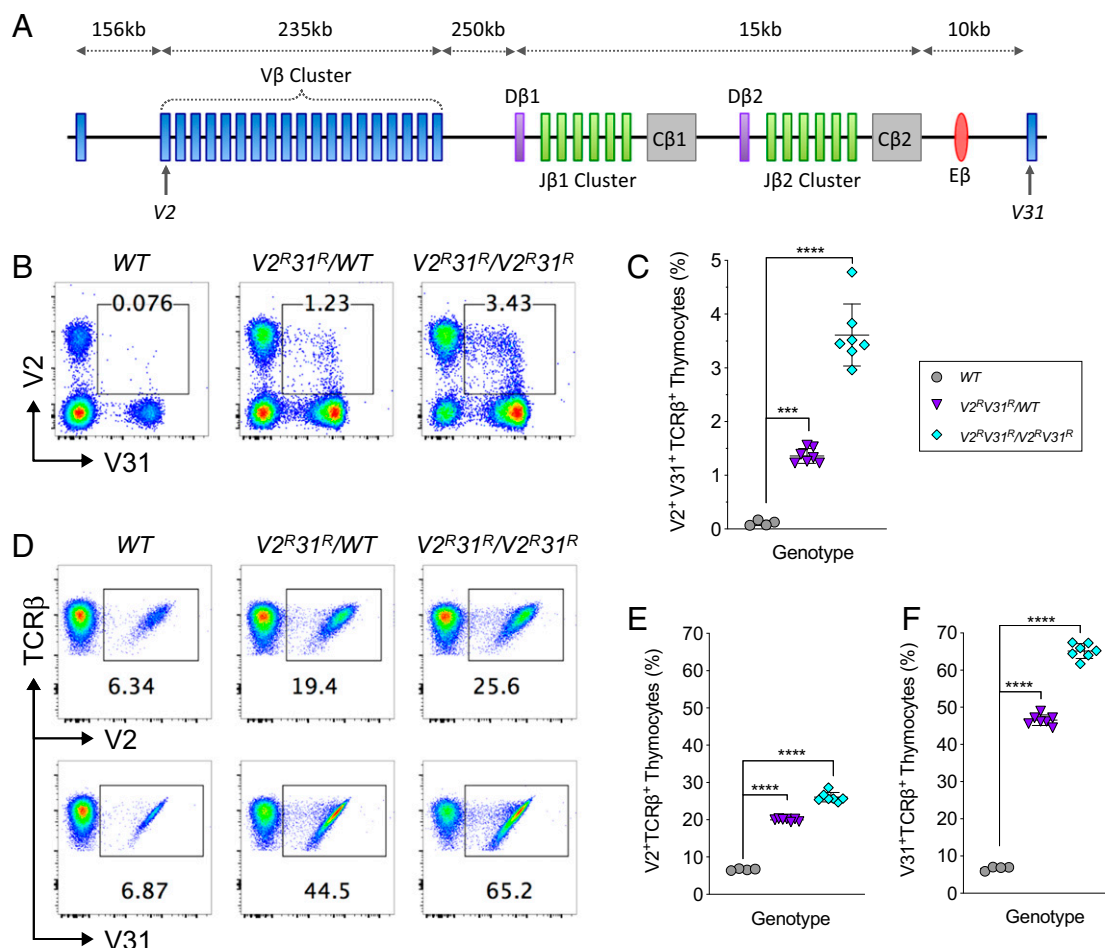 A
156kb 235kb 250kb 15kb 10kb
Vβ Cluster
Dβ1 Dβ2
Cβ1 Cβ2
Jβ1 Cluster Jβ2 Cluster Eβ
V2 V31
B
WT V2ᴿ31ᴿ/WT V2ᴿ31ᴿ/V2ᴿ31ᴿ
0.076 1.23 3.43
V2
V31
C
V2⁺ V31⁺ TCRβ⁺ Thymocytes (%)
5
4
3
2
1
0
****
***
Genotype
WT
V2ᴿV31ᴿ/WT
V2ᴿV31ᴿ/V2ᴿV31ᴿ
D
WT V2ᴿ31ᴿ/WT V2ᴿ31ᴿ/V2ᴿ31ᴿ
TCRβ
6.34 19.4 25.6
V2
6.87 44.5 65.2
V31
E
V2⁺TCRβ⁺ Thymocytes (%)
70
60
50
40
30
20
10
0
****
****
Genotype
F
V31⁺TCRβ⁺ Thymocytes (%)
70
60
50
40
30
20
10
0
****
****
Genotype